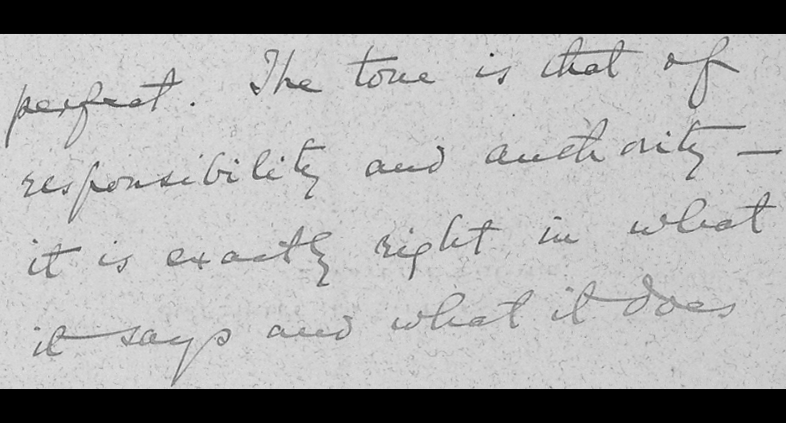 perfect. The tone is that of
responsibility and authority —
it is exactly right in what
it says and what it does